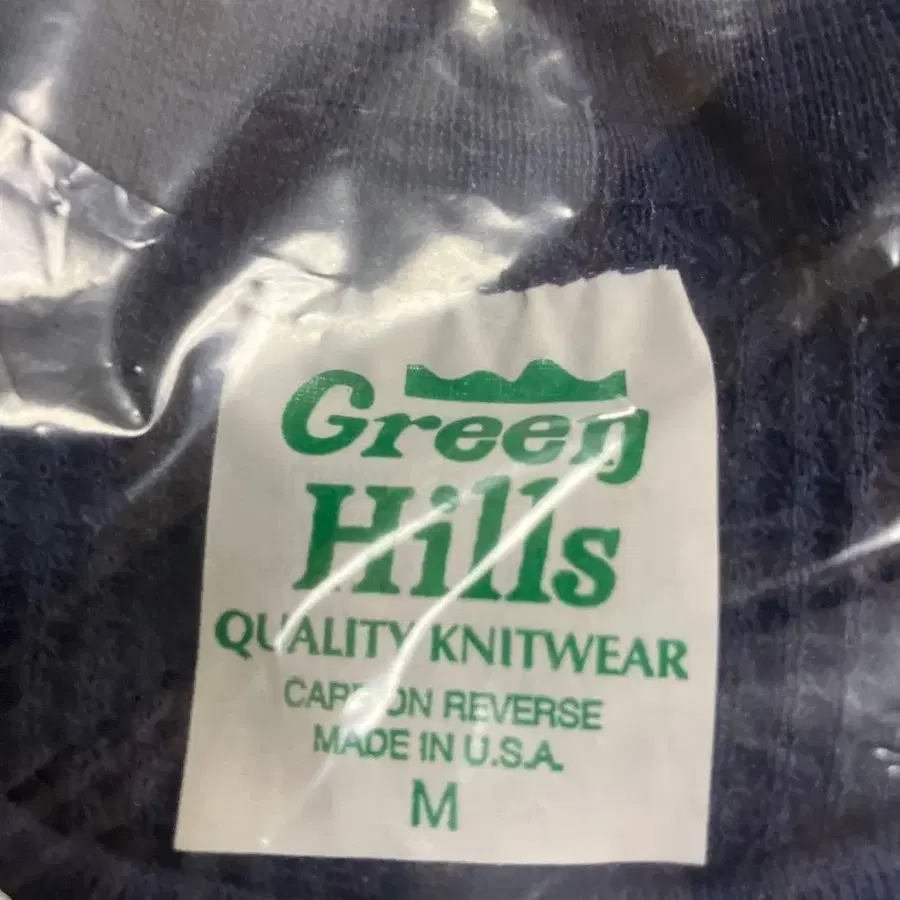 Green
Hills
QUALITY KNITWEAR
CARE ON REVERSE
MADE IN U.S.A.
M